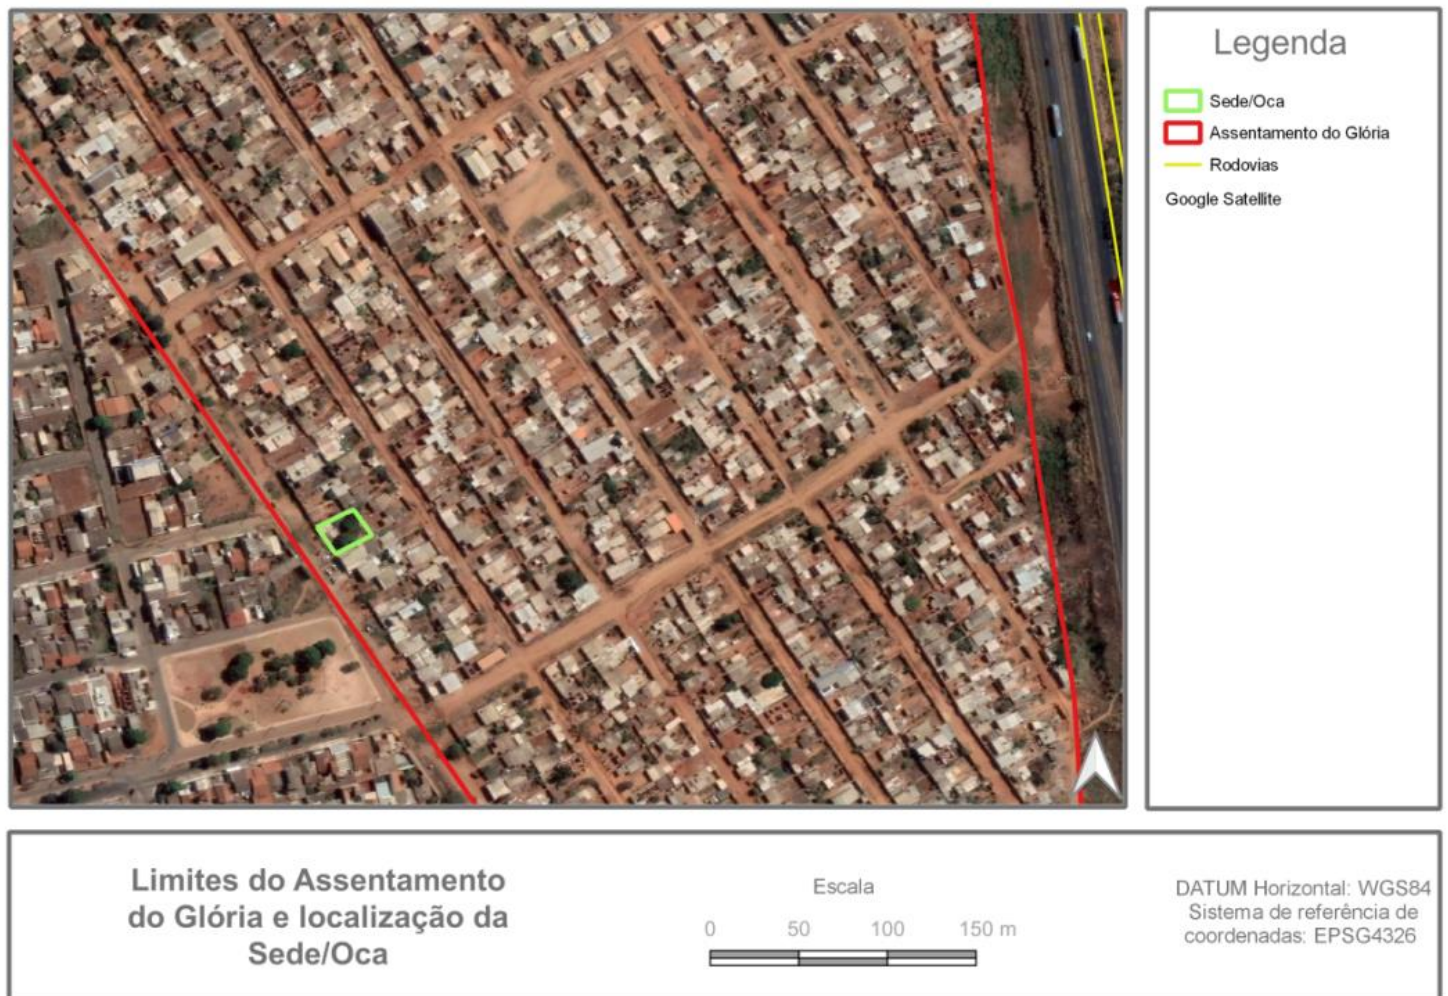 Legenda
Sede/Oca
Assentamento do Glória
Rodovias
Google Satellite
Limites do Assentamento
do Glória e localização da
Sede/Oca
Escala
0 50 100 150 m
DATUM Horizontal: WGS84
Sistema de referência de
coordenadas: EPSG4326